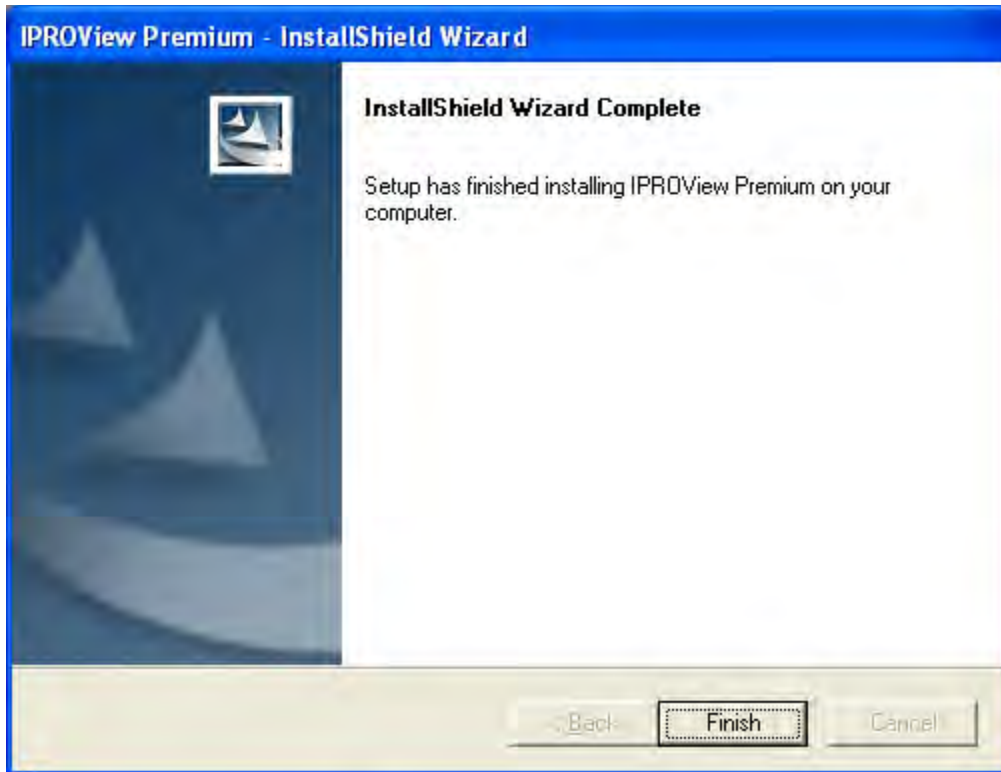 IPROView Premium - InstallShield Wizard
InstallShield Wizard Complete
Setup has finished installing IPROView Premium on your
computer.
< Back
Finish
Cancel